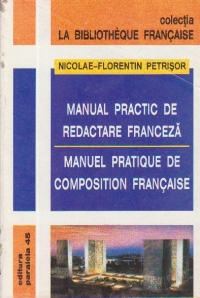 colecția
LA BIBLIOTHÈQUE FRANÇAISE
NICOLAE-FLORENTIN PETRIȘOR
MANUAL PRACTIC DE
REDACTARE FRANCEZĂ
MANUEL PRATIQUE DE
COMPOSITION FRANÇAISE
editura
paralela 45